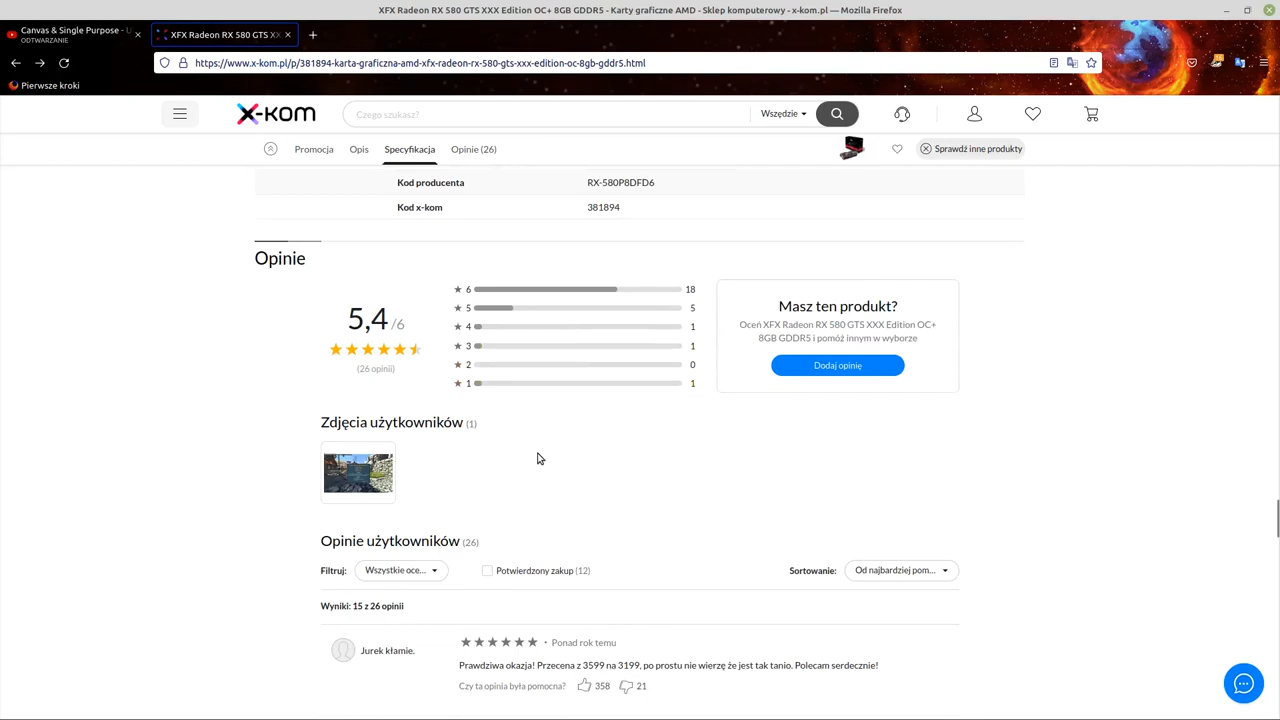 XFX Radeon RX 580 GTS XXX Edition OC+ 8GB GDDR5 - Karty graficzne AMD - Sklep komputerowy - x-kom.pl — Mozilla Firefox
Canvas & Single Purpose - U
ODTWARZANIE
XFX Radeon RX 580 GTS XX
https://www.x-kom.pl/p/381894-karta-graficzna-amd-xfx-radeon-rx-580-gts-xxx-edition-oc-8gb-gddr5.html
Pierwsze kroki
x-kom
Czego szukasz?
Wszędzie
Promocja
Opis
Specyfikacja
Opinie (26)
Sprawdź inne produkty
Kod producenta RX-580P8DFD6
Kod x-kom 381894
Opinie
5,4 /6
(26 opinii)
6 18
5 5
4 1
3 1
2 0
1 1
Masz ten produkt?
Oceń XFX Radeon RX 580 GTS XXX Edition OC+
8GB GDDR5 i pomóż innym w wyborze
Dodaj opinię
Zdjęcia użytkowników (1)
Opinie użytkowników (26)
Filtruj: Wszystkie oce... Potwierdzony zakup (12) Sortowanie: Od najbardziej pom...
Wyniki: 15 z 26 opinii
Jurek kłamie.
• Ponad rok temu
Prawdziwa okazja! Przecena z 3599 na 3199, po prostu nie wierzę że jest tak tanio. Polecam serdecznie!
Czy ta opinia była pomocna? 358 21